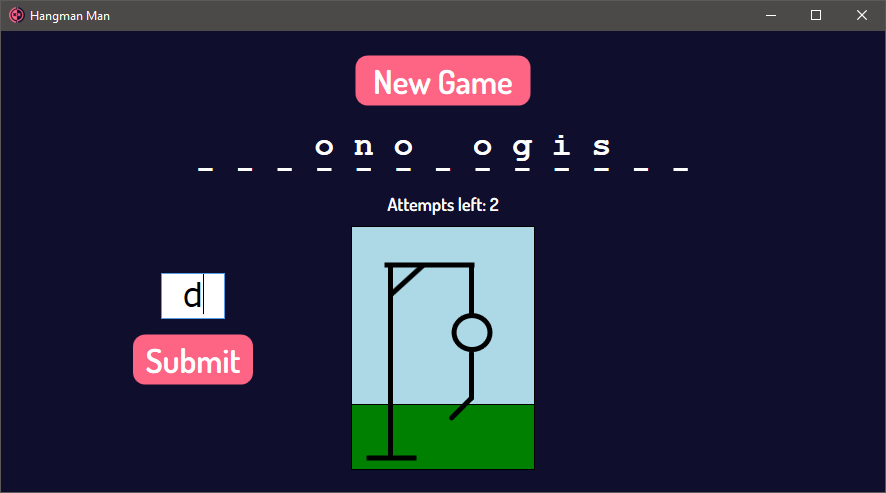 Hangman Man
New Game
_ _ _ o n o _ o g i s _ _
Attempts left: 2
d
Submit